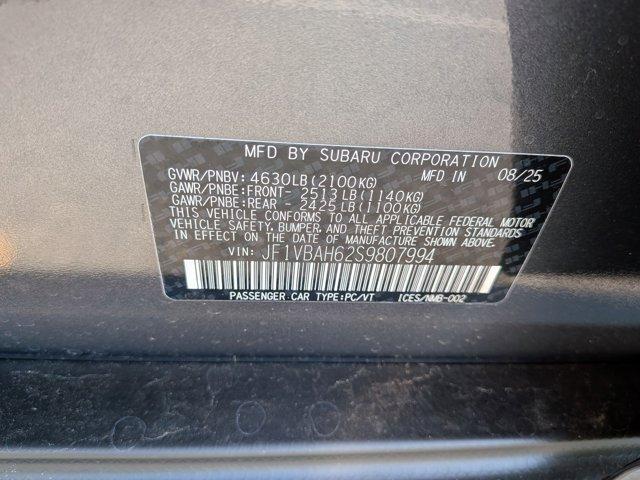 MFD BY SUBARU CORPORATION
GVWR/PNBV: 4630LB(2100KG) MFD IN 08/25
GAWR/PNBE:FRONT- 2513LB(1140KG)
GAWR/PNBE:REAR - 2425LB(1100KG)
THIS VEHICLE CONFORMS TO ALL APPLICABLE FEDERAL MOTOR
VEHICLE SAFETY, BUMPER, AND THEFT PREVENTION STANDARDS
IN EFFECT ON THE DATE OF MANUFACTURE SHOWN ABOVE.
VIN: JF1VBAH62S9807994
PASSENGER CAR TYPE:PC/VT ICES/NMB-002